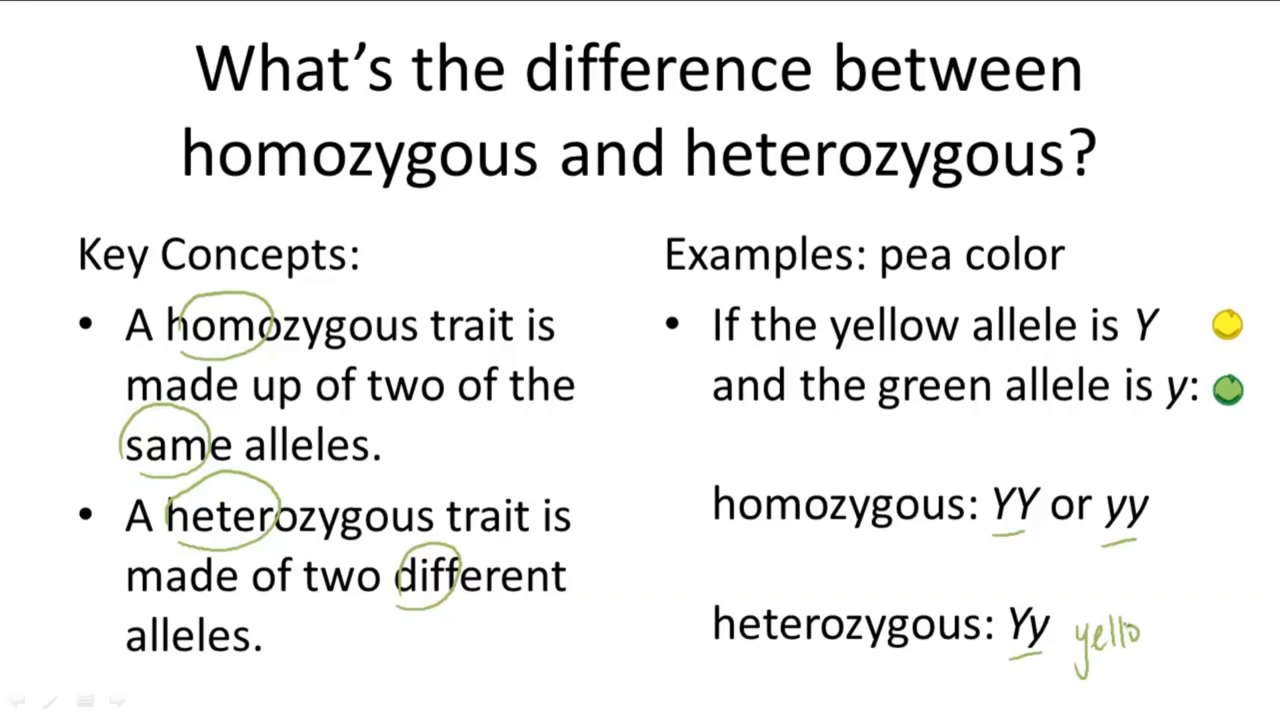 What's the difference between
homozygous and heterozygous?
Key Concepts:
• A homozygous trait is
made up of two of the
same alleles.
• A heterozygous trait is
made of two different
alleles.
Examples: pea color
• If the yellow allele is Y
and the green allele is y:
homozygous: YY or yy
heterozygous: Yy yello